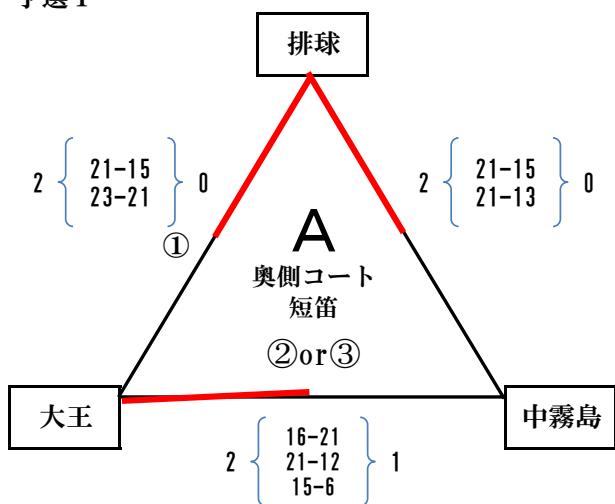 予選1
排球
2 21-15 0
23-21
2 21-15 0
21-13
①
A
奥側コート
短笛
②or③
大王
中霧島
2 16-21 1
21-12
15-6